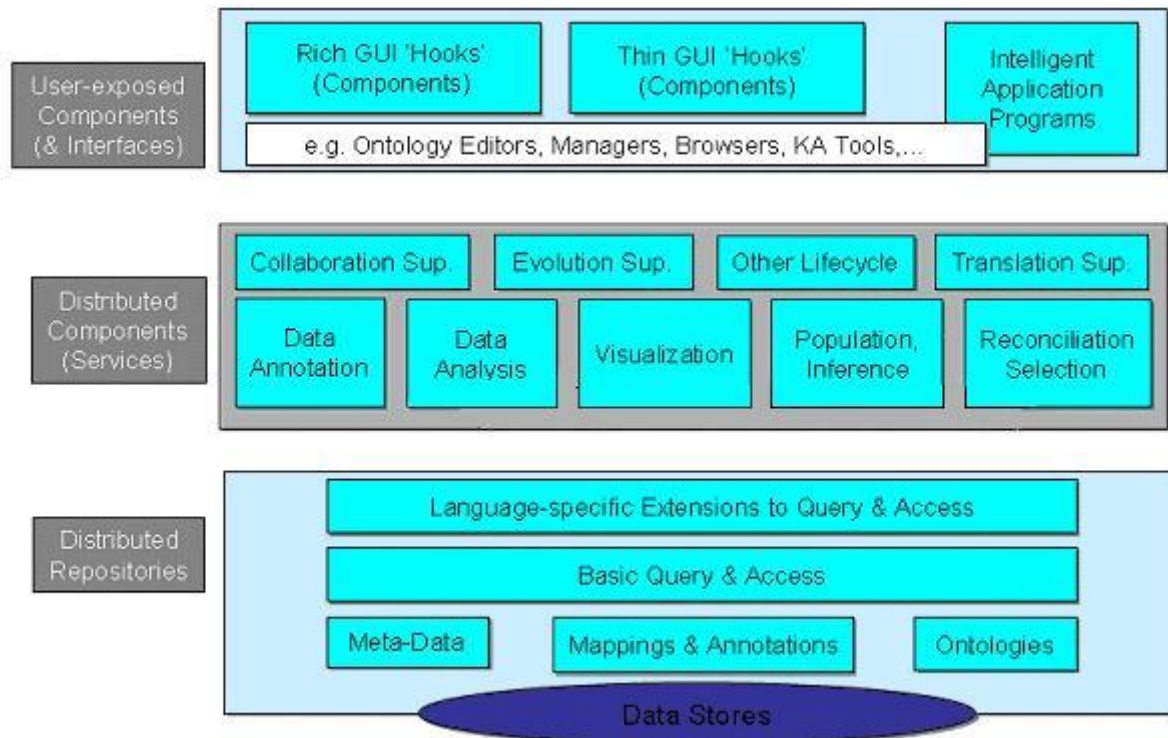 User-exposed
Components
(& Interfaces)
Rich GUI 'Hooks'
(Components)
Thin GUI 'Hooks'
(Components)
Intelligent
Application
Programs
e.g. Ontology Editors, Managers, Browsers, KA Tools,...
Distributed
Components
(Services)
Collaboration Sup.
Evolution Sup.
Other Lifecycle
Translation Sup.
Data
Annotation
Data
Analysis
Visualization
Population,
Inference
Reconciliation
Selection
Distributed
Repositories
Language-specific Extensions to Query & Access
Basic Query & Access
Meta-Data
Mappings & Annotations
Ontologies
Data Stores